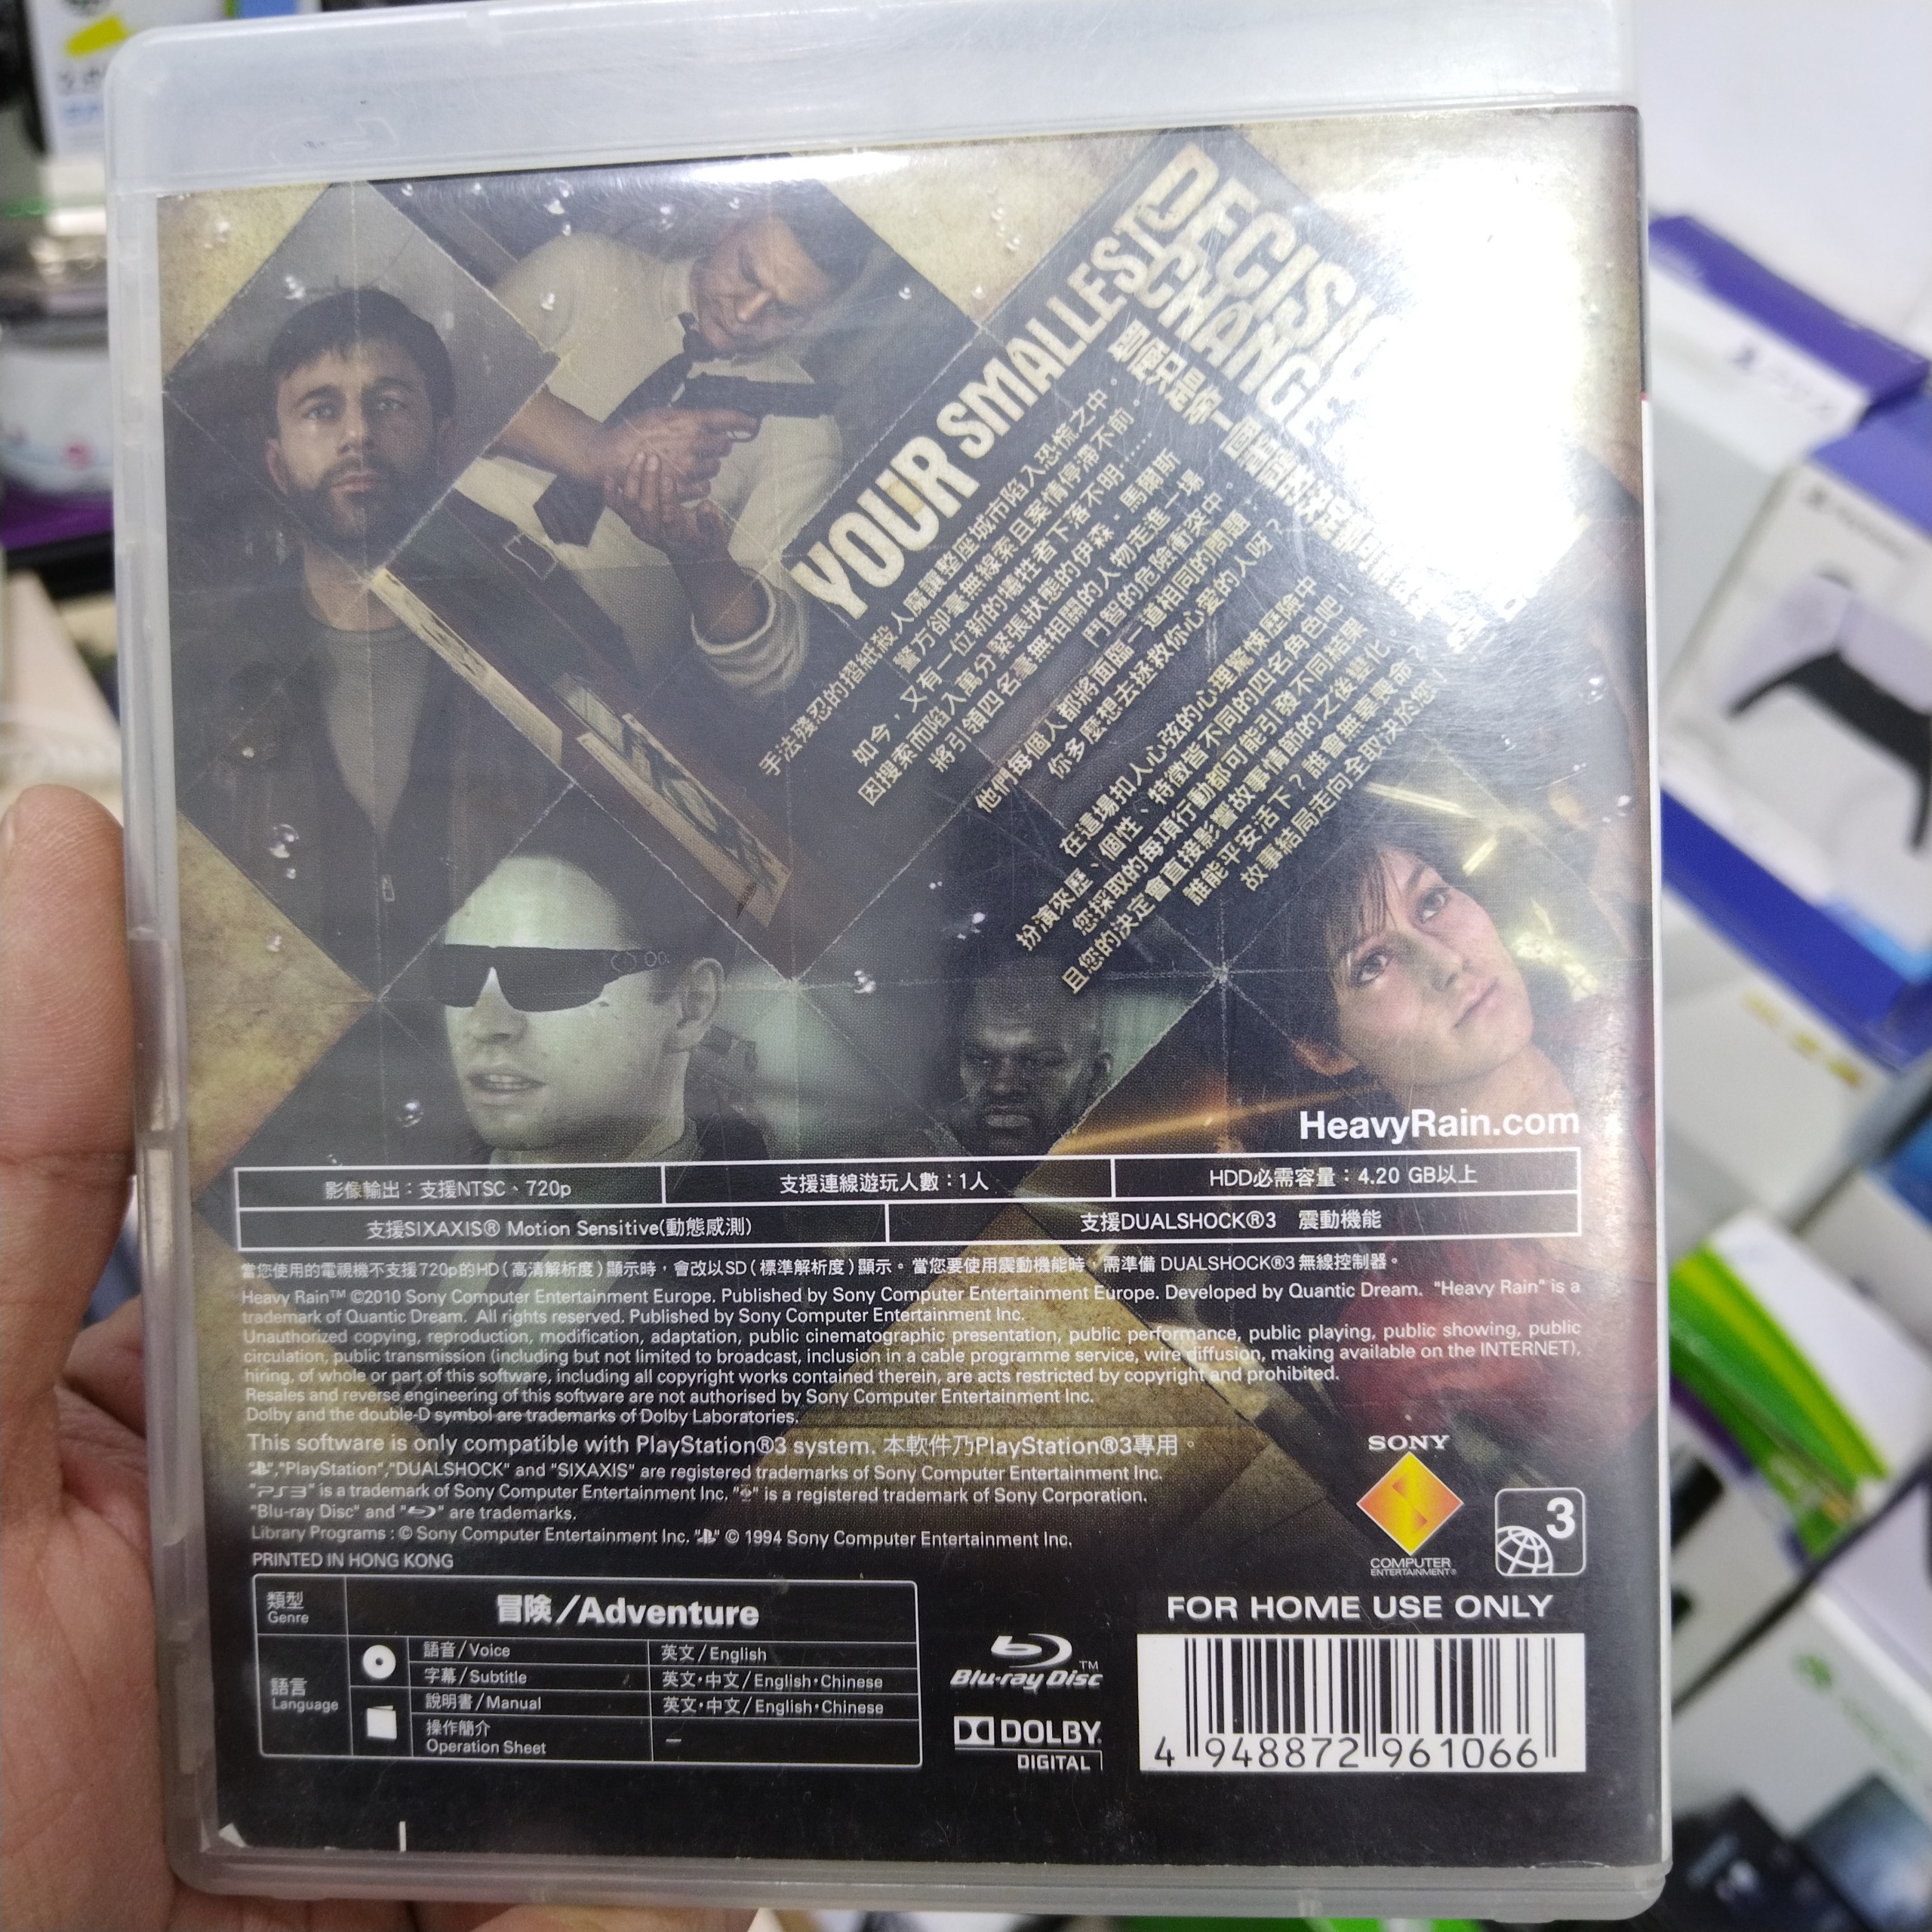 YOUR SMALLEST
DECISI
CHANGE
手法殘忍的摺紙殺人魔讓整座城市陷入恐慌之中。
警方卻毫無線索且案情停滯不前。
如今，又有一位新的犧牲者下落不明……
因搜索而陷入萬分緊張狀態的伊森・馬爾斯
將引領四名毫無相關的人物走進一場
鬥智的危險衝突中。
他們每個人都將面臨一道相同的問題：
你多麼想去拯救你心愛的人呀？
在這場扣人心弦的心理驚悚歷險中
扮演來歷、個性、特徵皆不同的四名角色吧，
您採取的每項行動都可能引發不同結果，
且您的決定會直接影響故事情節的之後變化。
誰能平安活下？誰會無辜喪命？
故事結局走向全取決於您！
HeavyRain.com
影像輸出：支援NTSC、720p
支援連線遊玩人數：1人
HDD必需容量：4.20 GB以上
支援SIXAXIS® Motion Sensitive(動態感測)
支援DUALSHOCK®3 震動機能
當您使用的電視機不支援720p的HD（高清解析度）顯示時，會改以SD（標準解析度）顯示。當您要使用震動機能時，需準備 DUALSHOCK®3 無線控制器。
Heavy Rain™ ©2010 Sony Computer Entertainment Europe. Published by Sony Computer Entertainment Europe. Developed by Quantic Dream. "Heavy Rain" is a
trademark of Quantic Dream. All rights reserved. Published by Sony Computer Entertainment Inc.
Unauthorized copying, reproduction, modification, adaptation, public cinematographic presentation, public performance, public playing, public showing, public
circulation, public transmission (including but not limited to broadcast, inclusion in a cable programme service, wire diffusion, making available on the INTERNET),
hiring, of whole or part of this software, including all copyright works contained therein, are acts restricted by copyright and prohibited.
Resales and reverse engineering of this software are not authorised by Sony Computer Entertainment Inc.
Dolby and the double-D symbol are trademarks of Dolby Laboratories.
This software is only compatible with PlayStation®3 system. 本軟件乃PlayStation®3專用。
" ","PlayStation","DUALSHOCK" and "SIXAXIS" are registered trademarks of Sony Computer Entertainment Inc.
"PS3" is a trademark of Sony Computer Entertainment Inc. " " is a registered trademark of Sony Corporation.
"Blu-ray Disc" and " " are trademarks.
Library Programs : © Sony Computer Entertainment Inc. " " © 1994 Sony Computer Entertainment Inc.
PRINTED IN HONG KONG
SONY
COMPUTER
ENTERTAINMENT®
3
類型
Genre
冒険/Adventure
語言
Language
語音/Voice
英文/English
字幕/Subtitle
英文・中文/English・Chinese
說明書/Manual
英文・中文/English・Chinese
操作簡介
Operation Sheet
—
Blu-ray Disc™
DOLBY
DIGITAL
FOR HOME USE ONLY
4 948872 961066